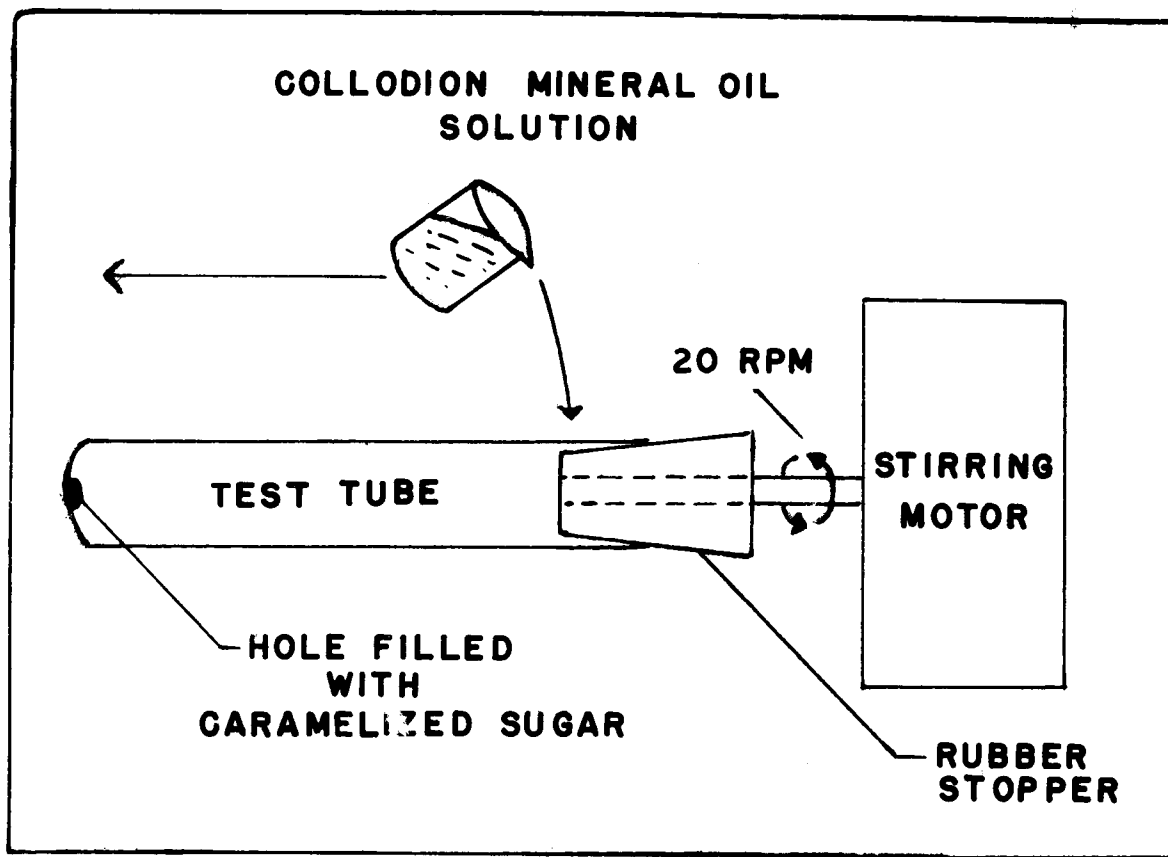 COLLODION MINERAL OIL
SOLUTION
20 RPM
STIRRING
MOTOR
TEST TUBE
HOLE FILLED
WITH
CARAMELIZED SUGAR
RUBBER
STOPPER